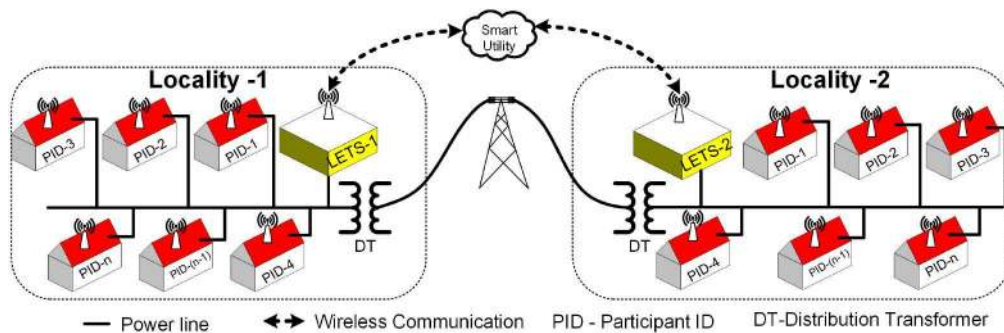 Smart
Utility
Locality -1
Locality -2
PID-3
PID-2
PID-1
LETS-1
LETS-2
PID-1
PID-2
PID-3
DT
DT
PID-n
PID-(n-1)
PID-4
PID-4
PID-(n-1)
PID-n
Power line
Wireless Communication
PID - Participant ID
DT-Distribution Transformer